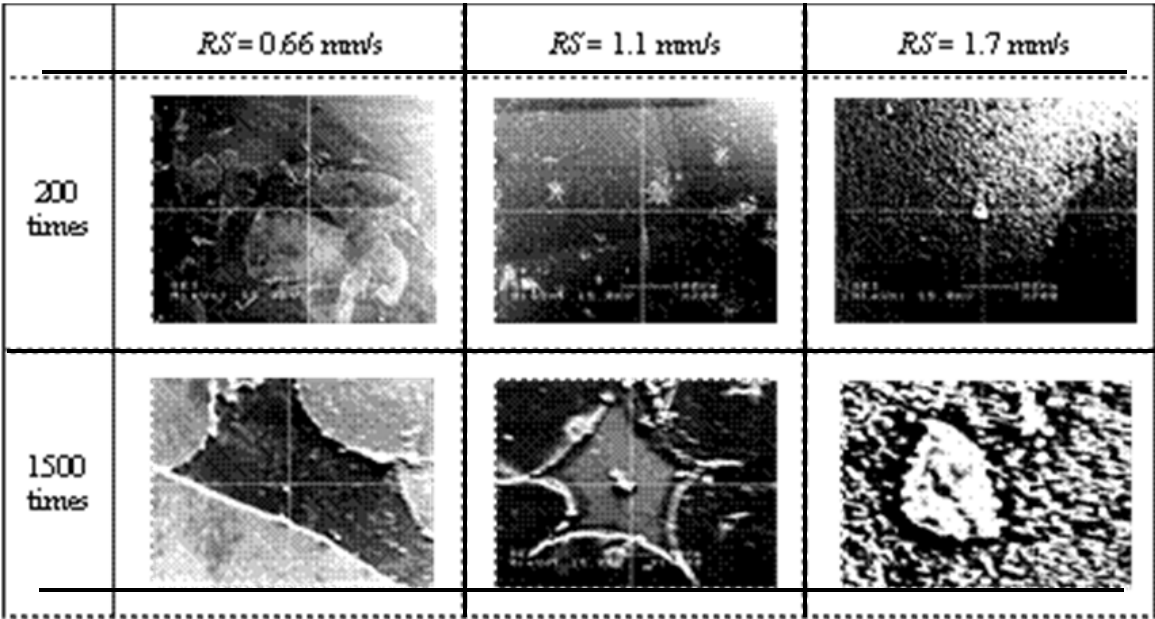 RS = 0.66 mm/s
RS = 1.1 mm/s
RS = 1.7 mm/s
200
times
1500
times